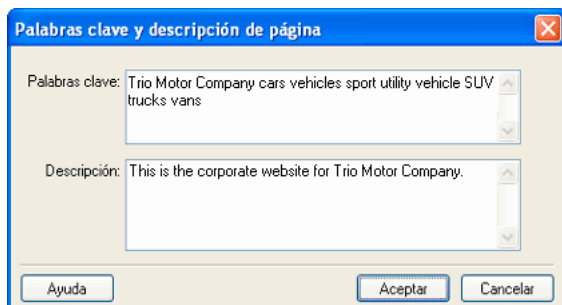 Palabras clave y descripción de página
Palabras clave: Trio Motor Company cars vehicles sport utility vehicle SUV
trucks vans
Descripción: This is the corporate website for Trio Motor Company.
Ayuda Aceptar Cancelar